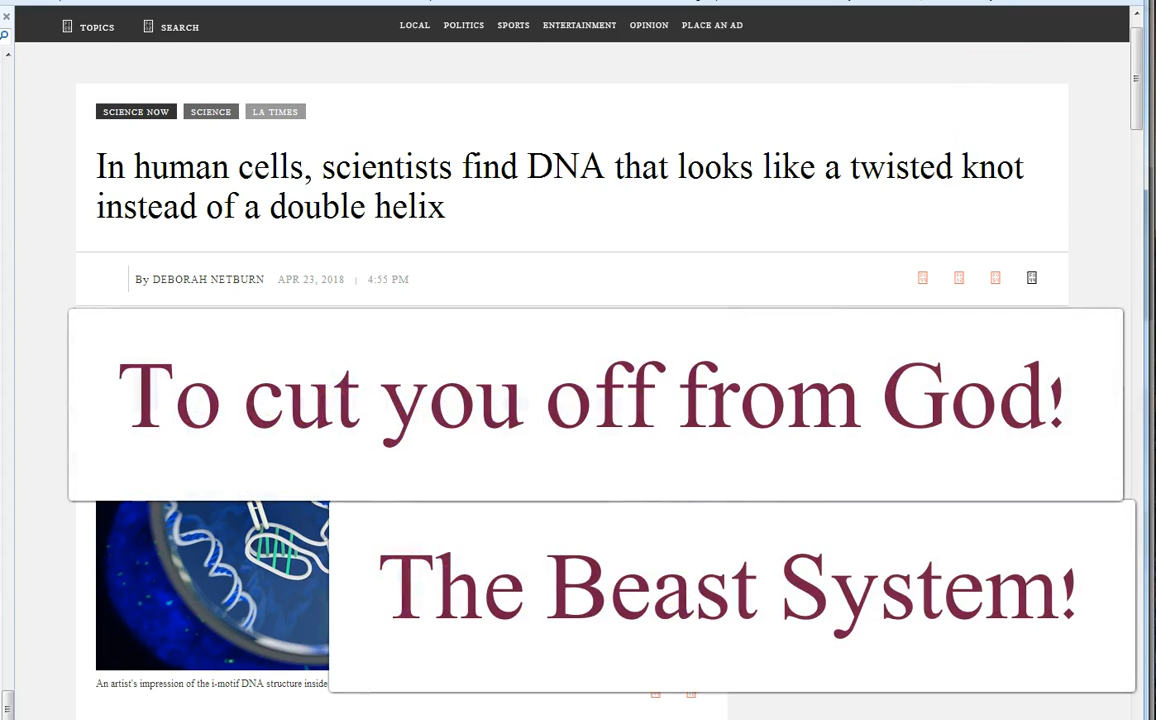 TOPICS SEARCH LOCAL POLITICS SPORTS ENTERTAINMENT OPINION PLACE AN AD
SCIENCE NOW SCIENCE LA TIMES
In human cells, scientists find DNA that looks like a twisted knot
instead of a double helix
By DEBORAH NETBURN APR 23, 2018 | 4:55 PM
To cut you off from God!
The Beast System!
An artist's impression of the i-motif DNA structure inside